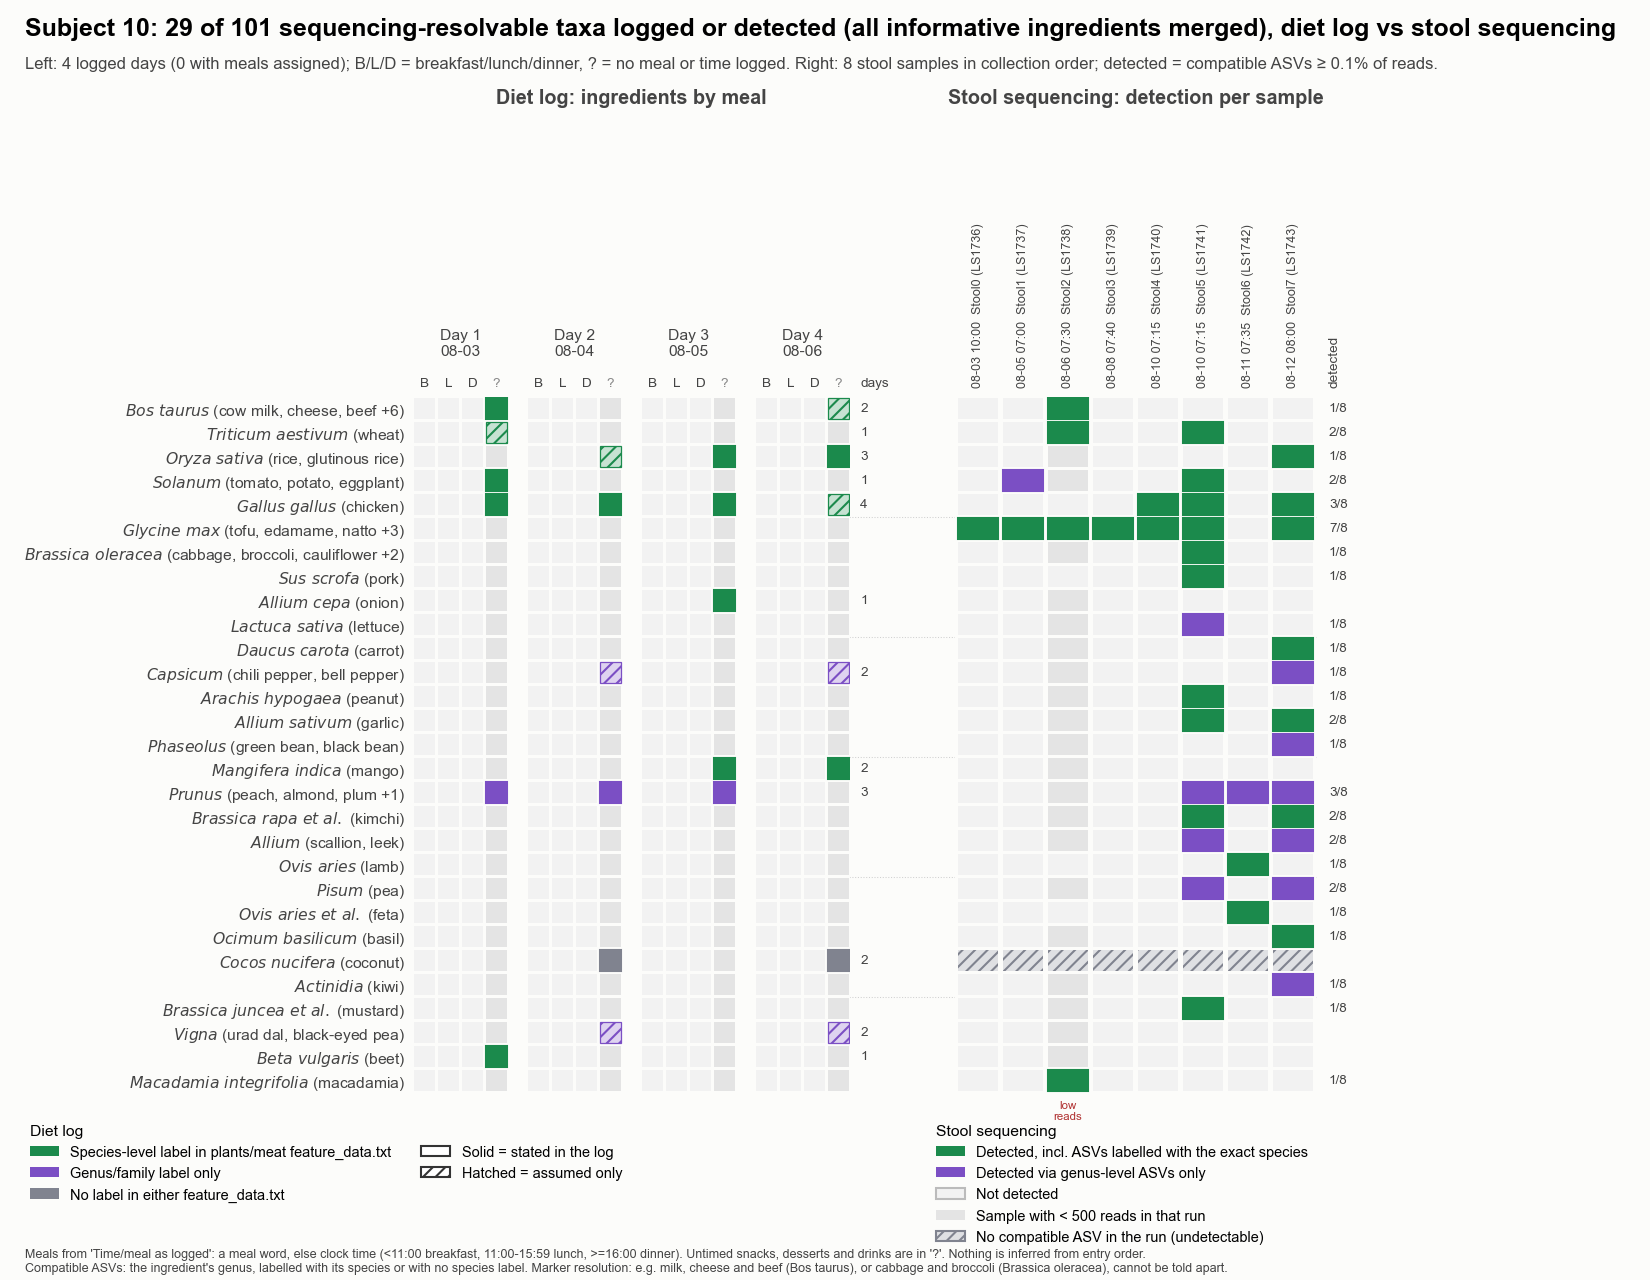 Subject 10: 29 of 101 sequencing-resolvable taxa logged or detected (all informative ingredients merged), diet log vs stool sequencing
Left: 4 logged days (0 with meals assigned); B/L/D = breakfast/lunch/dinner, ? = no meal or time logged. Right: 8 stool samples in collection order; detected = compatible ASVs ≥ 0.1% of reads.
Diet log: ingredients by meal
Stool sequencing: detection per sample
Day 1
08-03
Day 2
08-04
Day 3
08-05
Day 4
08-06
B L D ? B L D ? B L D ? B L D ? days
08-03 10:00 Stool0 (LS1736)
08-05 07:00 Stool1 (LS1737)
08-06 07:30 Stool2 (LS1738)
08-08 07:40 Stool3 (LS1739)
08-10 07:15 Stool4 (LS1740)
08-10 07:15 Stool5 (LS1741)
08-11 07:35 Stool6 (LS1742)
08-12 08:00 Stool7 (LS1743)
detected
Bos taurus (cow milk, cheese, beef +6) 2 1/8
Triticum aestivum (wheat) 1 2/8
Oryza sativa (rice, glutinous rice) 3 1/8
Solanum (tomato, potato, eggplant) 1 2/8
Gallus gallus (chicken) 4 3/8
Glycine max (tofu, edamame, natto +3) 7/8
Brassica oleracea (cabbage, broccoli, cauliflower +2) 1/8
Sus scrofa (pork) 1/8
Allium cepa (onion) 1
Lactuca sativa (lettuce) 1/8
Daucus carota (carrot) 1/8
Capsicum (chili pepper, bell pepper) 2 1/8
Arachis hypogaea (peanut) 1/8
Allium sativum (garlic) 2/8
Phaseolus (green bean, black bean) 1/8
Mangifera indica (mango) 2
Prunus (peach, almond, plum +1) 3 3/8
Brassica rapa et al. (kimchi) 2/8
Allium (scallion, leek) 2/8
Ovis aries (lamb) 1/8
Pisum (pea) 2/8
Ovis aries et al. (feta) 1/8
Ocimum basilicum (basil) 1/8
Cocos nucifera (coconut) 2
Actinidia (kiwi) 1/8
Brassica juncea et al. (mustard) 1/8
Vigna (urad dal, black-eyed pea) 2
Beta vulgaris (beet) 1
Macadamia integrifolia (macadamia) 1/8
low
reads
Diet log
Species-level label in plants/meat feature_data.txt
Genus/family label only
No label in either feature_data.txt
Solid = stated in the log
Hatched = assumed only
Stool sequencing
Detected, incl. ASVs labelled with the exact species
Detected via genus-level ASVs only
Not detected
Sample with < 500 reads in that run
No compatible ASV in the run (undetectable)
Meals from 'Time/meal as logged': a meal word, else clock time (<11:00 breakfast, 11:00-15:59 lunch, >=16:00 dinner). Untimed snacks, desserts and drinks are in '?'. Nothing is inferred from entry order.
Compatible ASVs: the ingredient's genus, labelled with its species or with no species label. Marker resolution: e.g. milk, cheese and beef (Bos taurus), or cabbage and broccoli (Brassica oleracea), cannot be told apart.